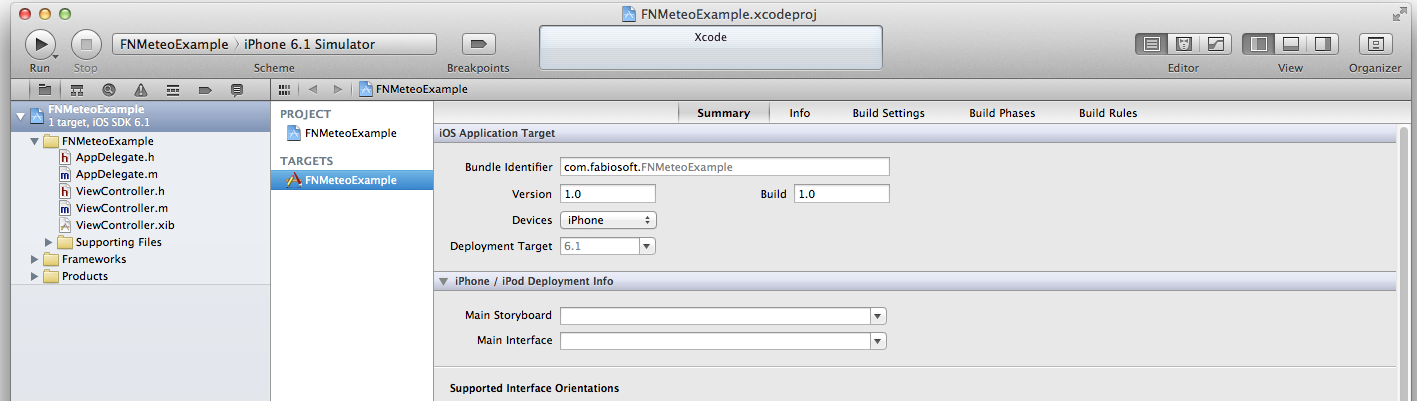 FNMeteoExample.xcodeproj
FNMeteoExample 〉 iPhone 6.1 Simulator
Xcode
Run
Stop
Scheme
Breakpoints
Editor
View
Organizer
FNMeteoExample
FNMeteoExample
1 target, iOS SDK 6.1
FNMeteoExample
h AppDelegate.h
m AppDelegate.m
h ViewController.h
m ViewController.m
ViewController.xib
Supporting Files
Frameworks
Products
PROJECT
FNMeteoExample
TARGETS
FNMeteoExample
Summary Info Build Settings Build Phases Build Rules
iOS Application Target
Bundle Identifier com.fabiosoft.FNMeteoExample
Version 1.0 Build 1.0
Devices iPhone
Deployment Target 6.1
iPhone / iPod Deployment Info
Main Storyboard
Main Interface
Supported Interface Orientations